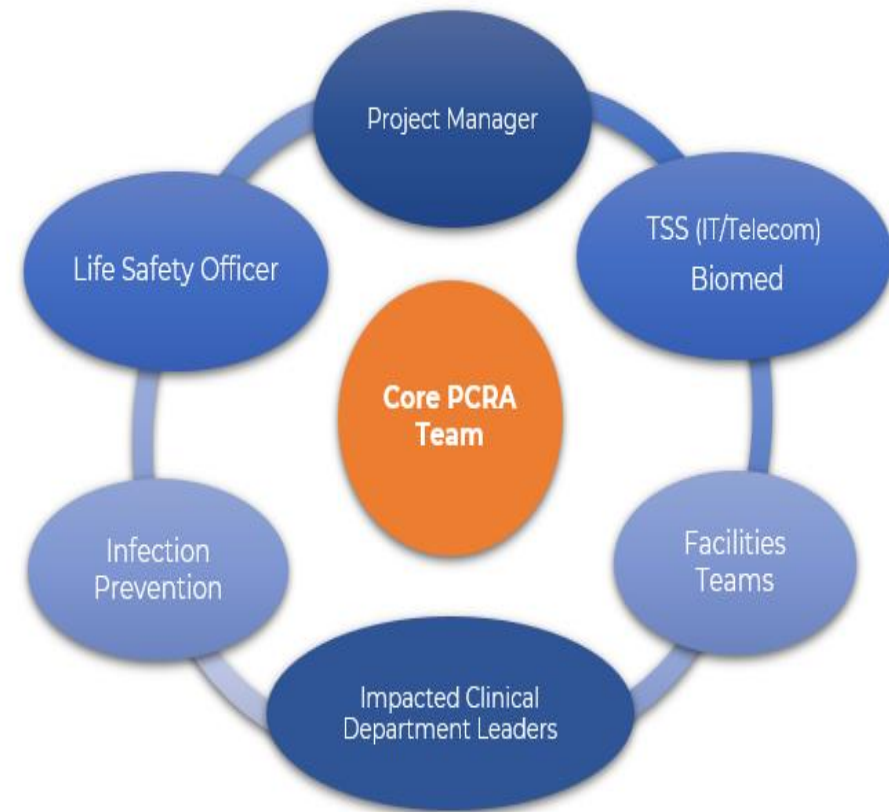 Project Manager
TSS (IT/Telecom)
Biomed
Life Safety Officer
Core PCRA
Team
Facilities
Teams
Infection
Prevention
Impacted Clinical
Department Leaders